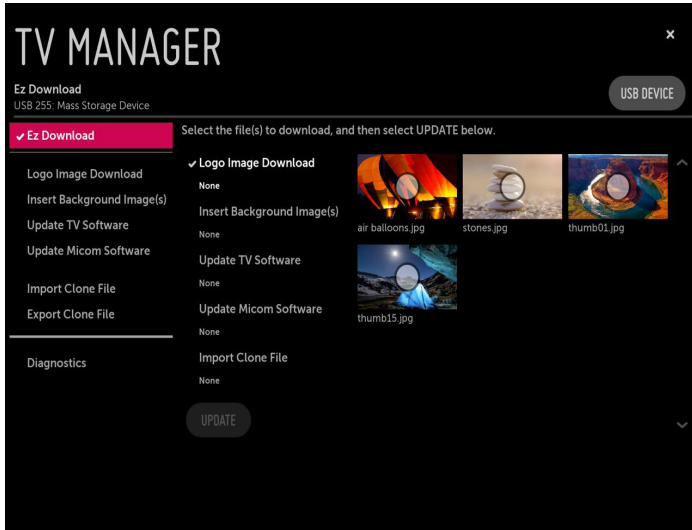 TV MANAGER
×
Ez Download
USB 255: Mass Storage Device
USB DEVICE
Ez Download
Logo Image Download
Insert Background Image(s)
Update TV Software
Update Micom Software
Import Clone File
Export Clone File
Diagnostics
Select the file(s) to download, and then select UPDATE below.
Logo Image Download
None
Insert Background Image(s)
None
Update TV Software
None
Update Micom Software
None
Import Clone File
None
UPDATE
air balloons.jpg
stones.jpg
thumb01.jpg
thumb15.jpg